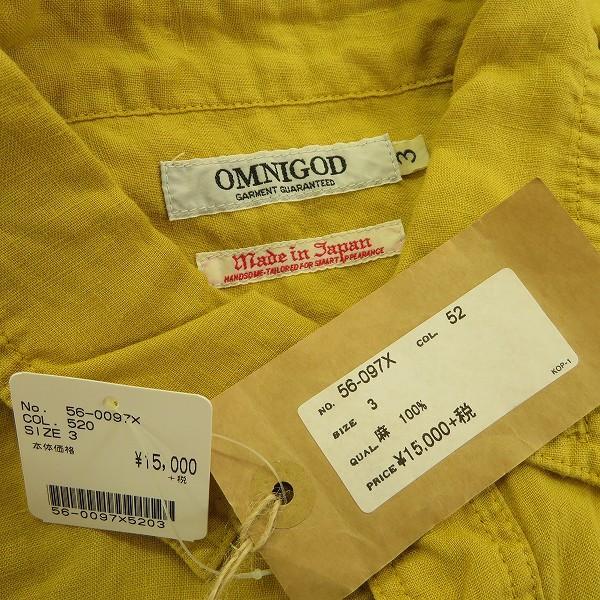 OMNIGOD
GARMENT GUARANTEED
3
Made in Japan
HANDSOME-TAILORED FOR SMART APPEARANCE
NO. 56-097X COL. 52
SIZE 3
QUAL. 麻 100%
PRICE ¥15,000+税
KOP-1
No. 56-0097X
COL. 520
SIZE 3
本体価格
¥15,000
+税
56-0097X5203